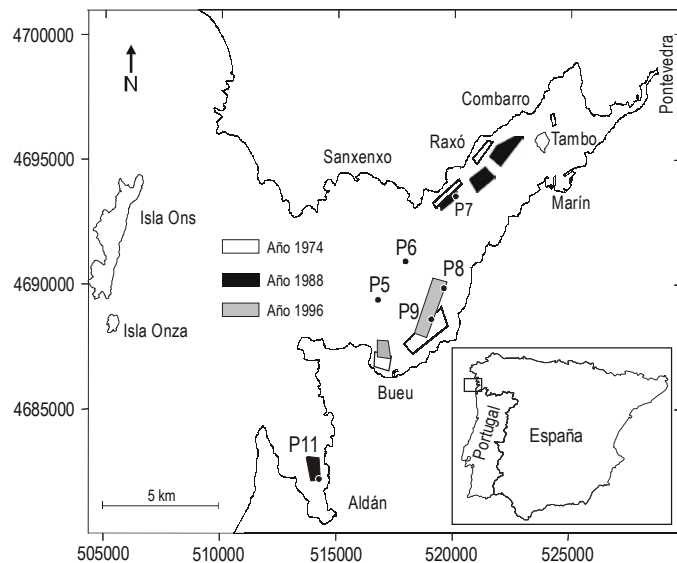 4700000
4695000
4690000
4685000
N
Pontevedra
Combarro
Raxó
Tambo
Sanxenxo
Marín
P7
Isla Ons
Año 1974
Año 1988
Año 1996
P6
P5
P8
P9
Isla Onza
Bueu
P11
Aldán
5 km
Portugal
España
505000 510000 515000 520000 525000